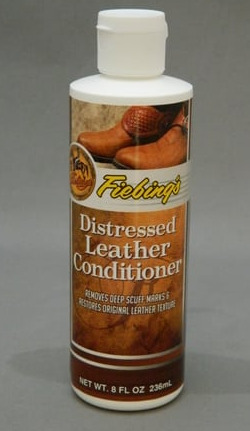 Fiebing's
Distressed
Leather
Conditioner
REMOVES DEEP SCUFF MARKS &
RESTORES ORIGINAL LEATHER TEXTURE
NET WT. 8 FL OZ 236mL